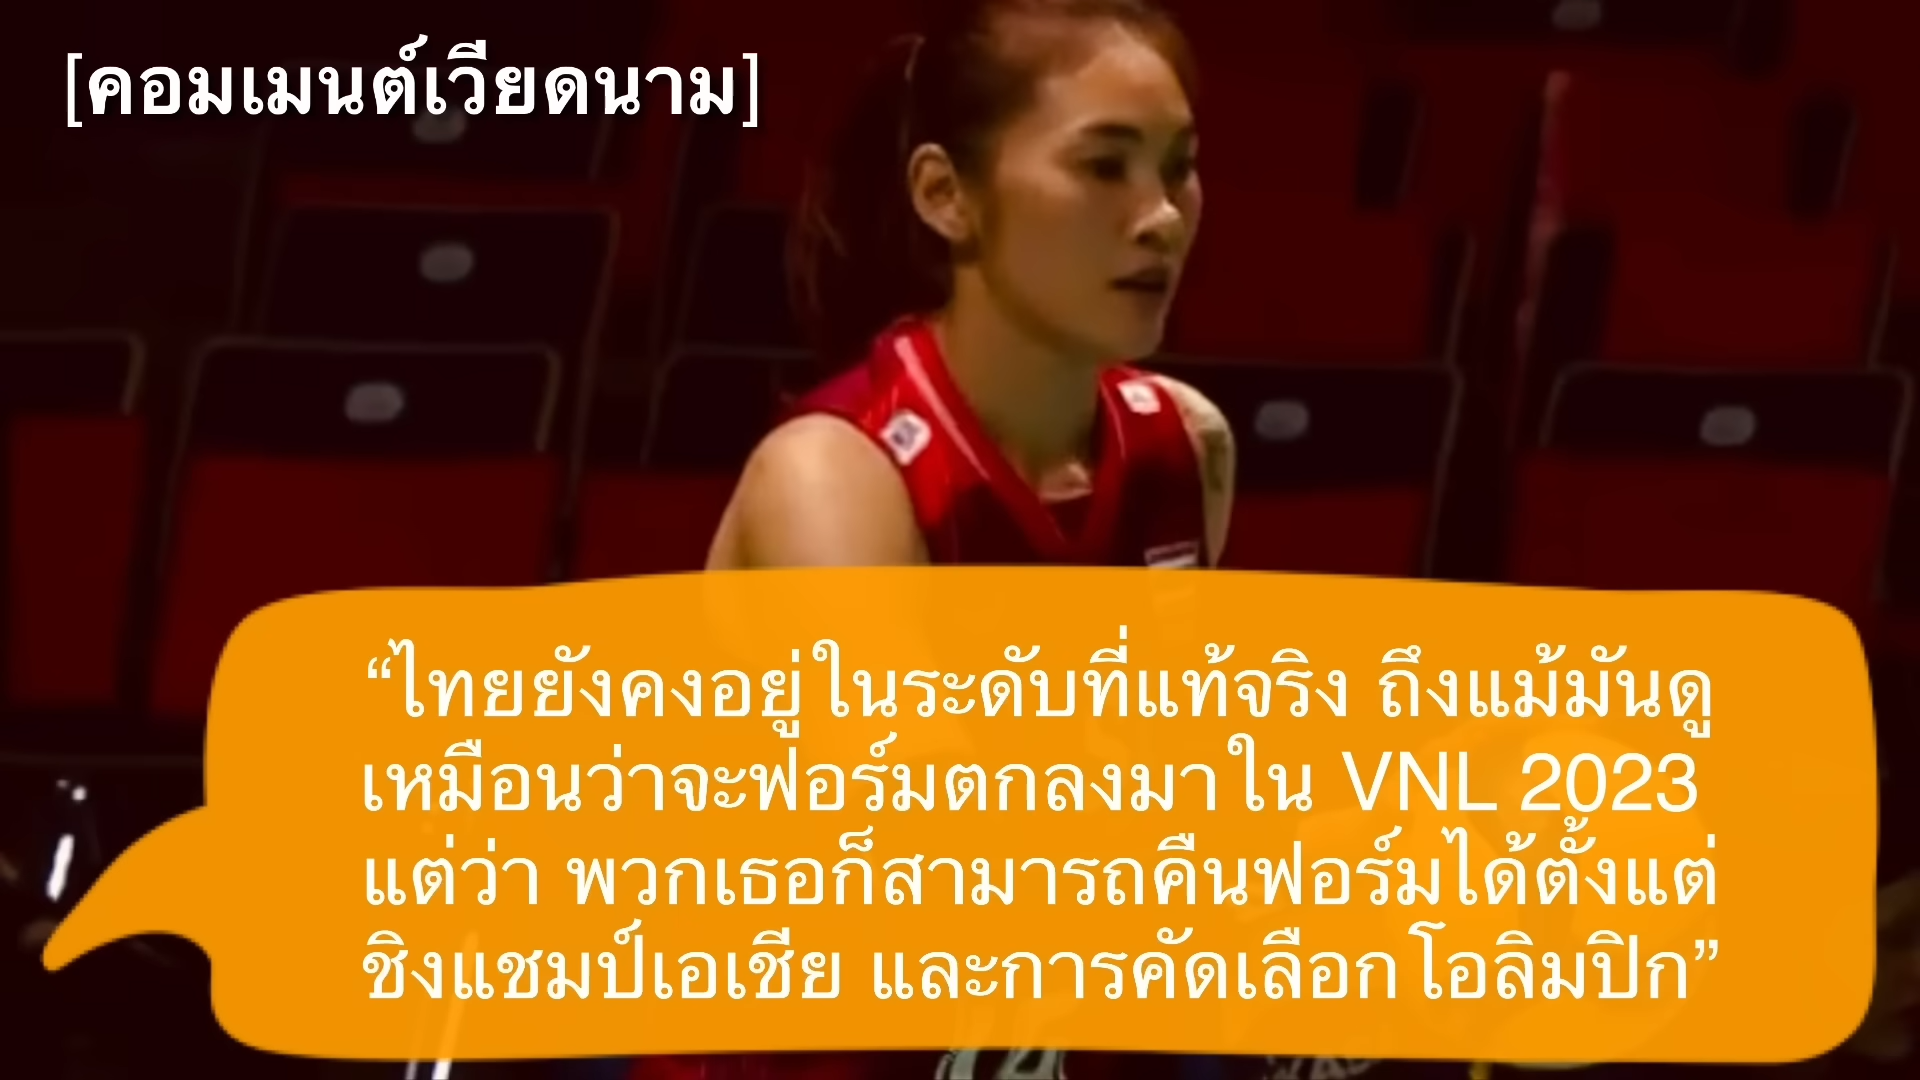 [คอมเมนต์เวียดนาม]
“ไทยยังคงอยู่ในระดับที่แท้จริง ถึงแม้มันดู
เหมือนว่าจะฟอร์มตกลงมาใน VNL 2023
แต่ว่า พวกเธอก็สามารถคืนฟอร์มได้ตั้งแต่
ชิงแชมป์เอเชีย และการคัดเลือกโอลิมปิก”